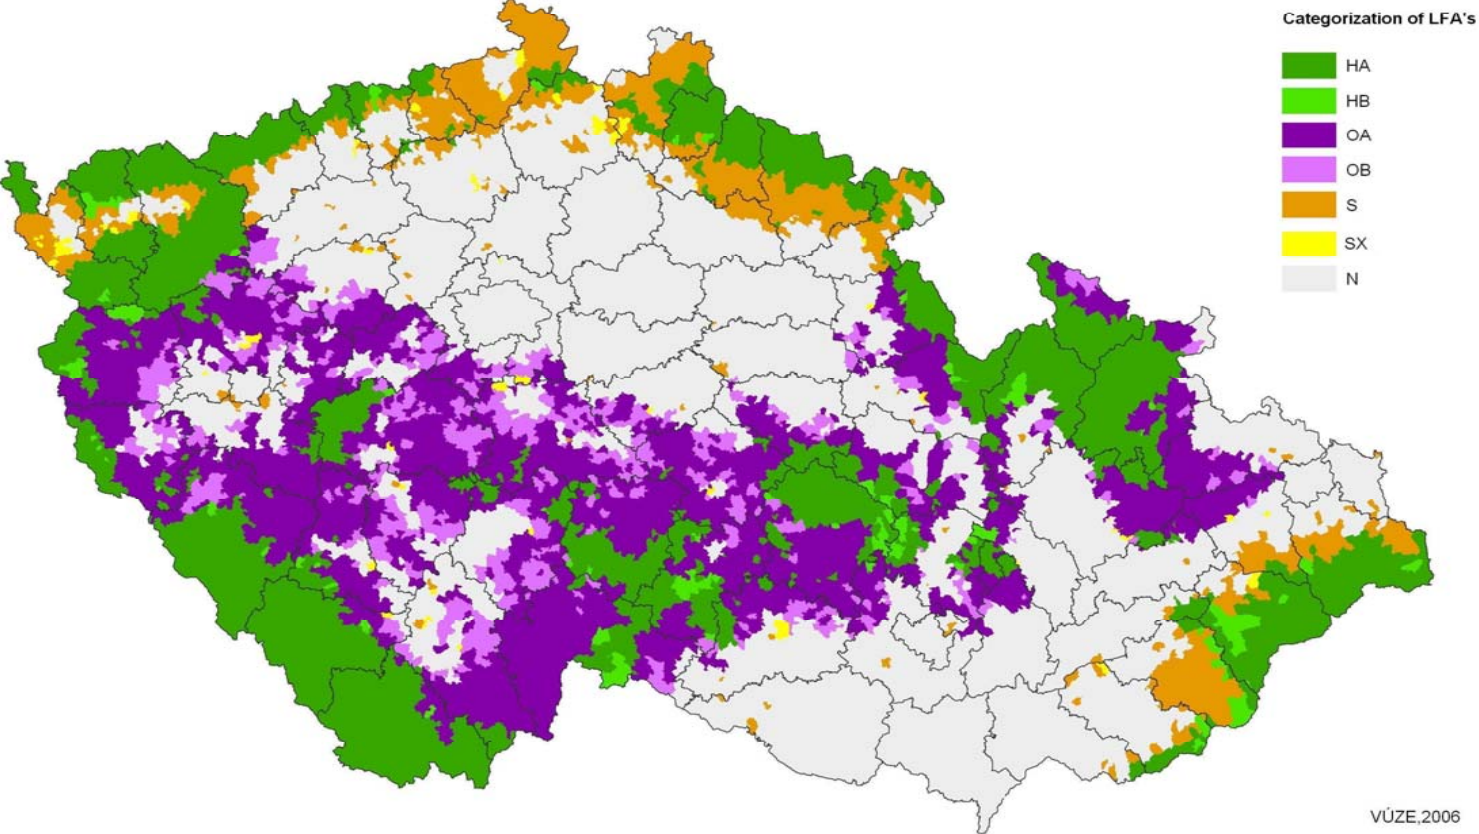 Categorization of LFA's
HA
HB
OA
OB
S
SX
N
VÚZE,2006